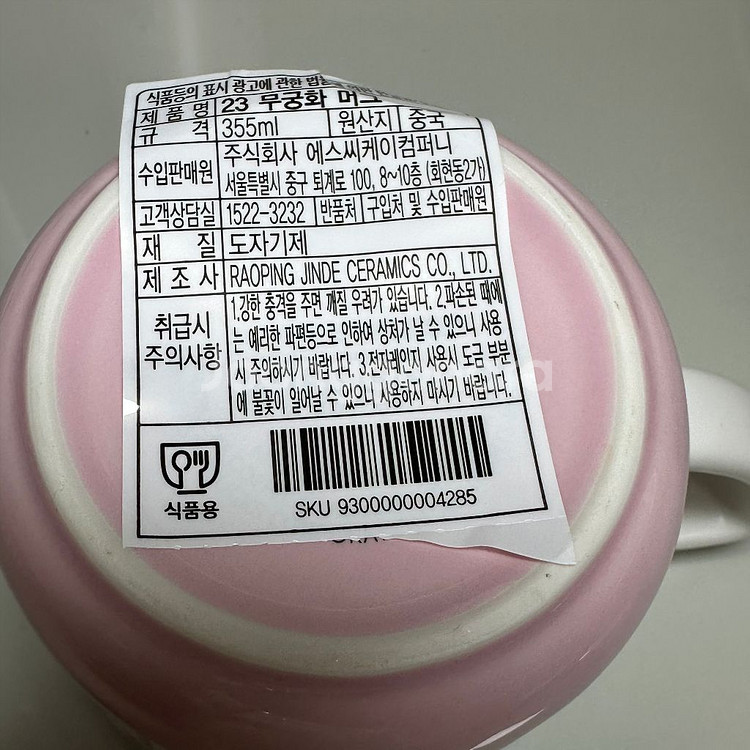 식품등의 표시 광고에 관한
제 품 명 23 무궁화 머그
규 격 355ml 원산지 중국
수입판매원 주식회사 에스씨케이컴퍼니
서울특별시 중구 퇴계로 100, 8~10층 (회현동2가)
고객상담실 1522-3232 반품처 구입처 및 수입판매원
재 질 도자기제
제 조 사 RAOPING JINDE CERAMICS CO., LTD.
취급시 주의사항 1.강한 충격을 주면 깨질 우려가 있습니다. 2.파손된 때에
는 예리한 파편등으로 인하여 상처가 날 수 있으니 사용
시 주의하시기 바랍니다. 3.전자레인지 사용시 도금 부분
에 불꽃이 일어날 수 있으니 사용하지 마시기 바랍니다.
식품용
SKU 9300000004285